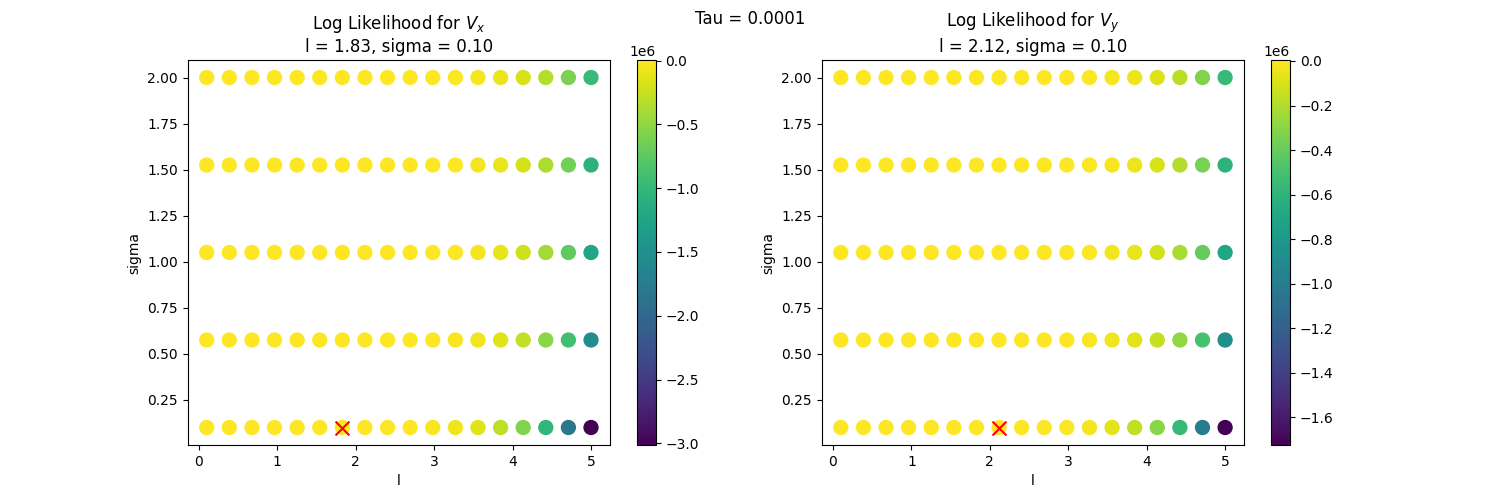 Tau = 0.0001
Log Likelihood for Vₓ
l = 1.83, sigma = 0.10
1e6
2.00
1.75
1.50
1.25
1.00
0.75
0.50
0.25
sigma
0 1 2 3 4 5
l
0.0
−0.5
−1.0
−1.5
−2.0
−2.5
−3.0
Log Likelihood for V_y
l = 2.12, sigma = 0.10
1e6
2.00
1.75
1.50
1.25
1.00
0.75
0.50
0.25
sigma
0 1 2 3 4 5
l
0.0
−0.2
−0.4
−0.6
−0.8
−1.0
−1.2
−1.4
−1.6